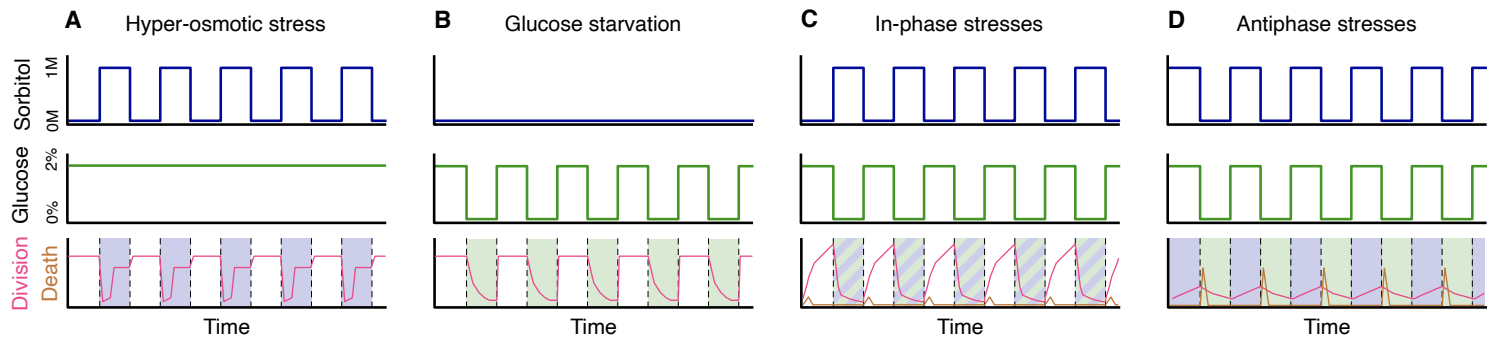 A Hyper-osmotic stress
B Glucose starvation
C In-phase stresses
D Antiphase stresses
Sorbitol
1M
0M
Glucose
2%
0%
Division
Death
Time
Time
Time
Time